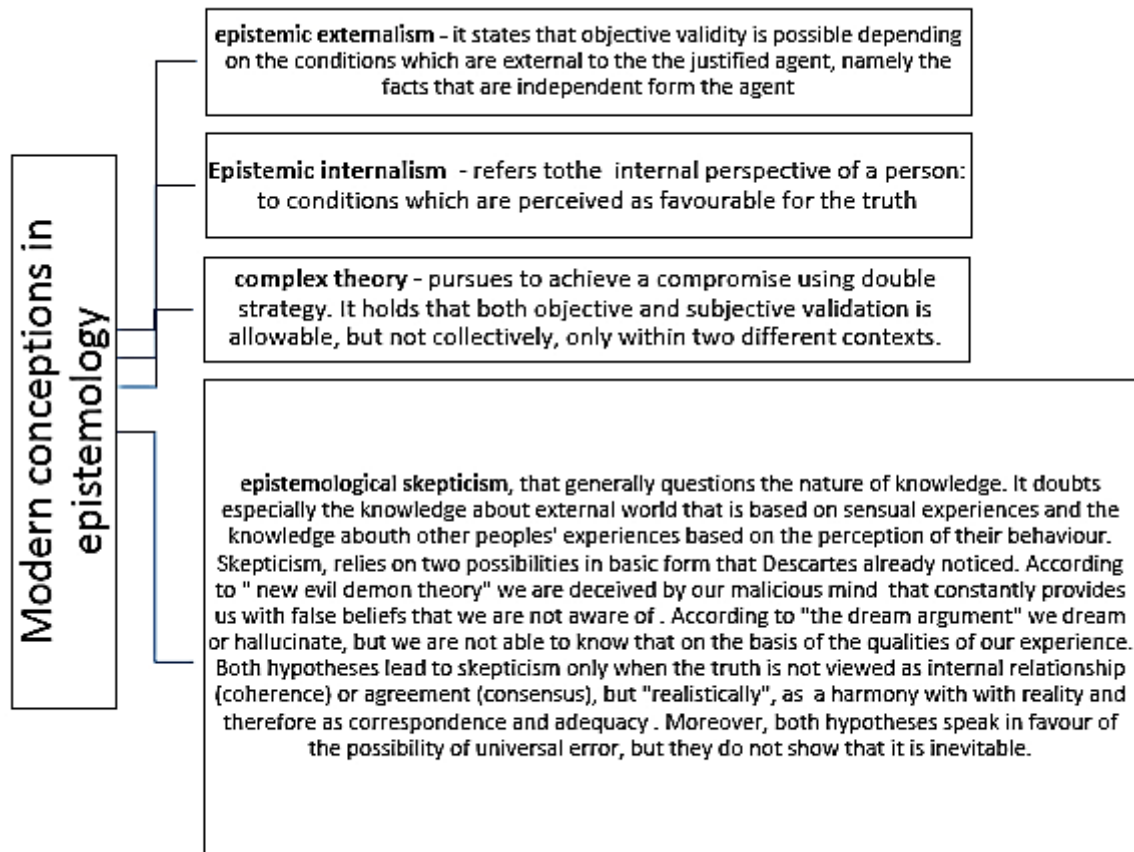 Modern conceptions in
epistemology
epistemic externalism - it states that objective validity is possible depending
on the conditions which are external to the the justified agent, namely the
facts that are independent form the agent
Epistemic internalism - refers tothe internal perspective of a person:
to conditions which are perceived as favourable for the truth
complex theory - pursues to achieve a compromise using double
strategy. It holds that both objective and subjective validation is
allowable, but not collectively, only within two different contexts.
epistemological skepticism, that generally questions the nature of knowledge. It doubts
especially the knowledge about external world that is based on sensual experiences and the
knowledge abouth other peoples' experiences based on the perception of their behaviour.
Skepticism, relies on two possibilities in basic form that Descartes already noticed. According
to " new evil demon theory" we are deceived by our malicious mind that constantly provides
us with false beliefs that we are not aware of . According to "the dream argument" we dream
or hallucinate, but we are not able to know that on the basis of the qualities of our experience.
Both hypotheses lead to skepticism only when the truth is not viewed as internal relationship
(coherence) or agreement (consensus), but "realistically", as a harmony with with reality and
therefore as correspondence and adequacy . Moreover, both hypotheses speak in favour of
the possibility of universal error, but they do not show that it is inevitable.